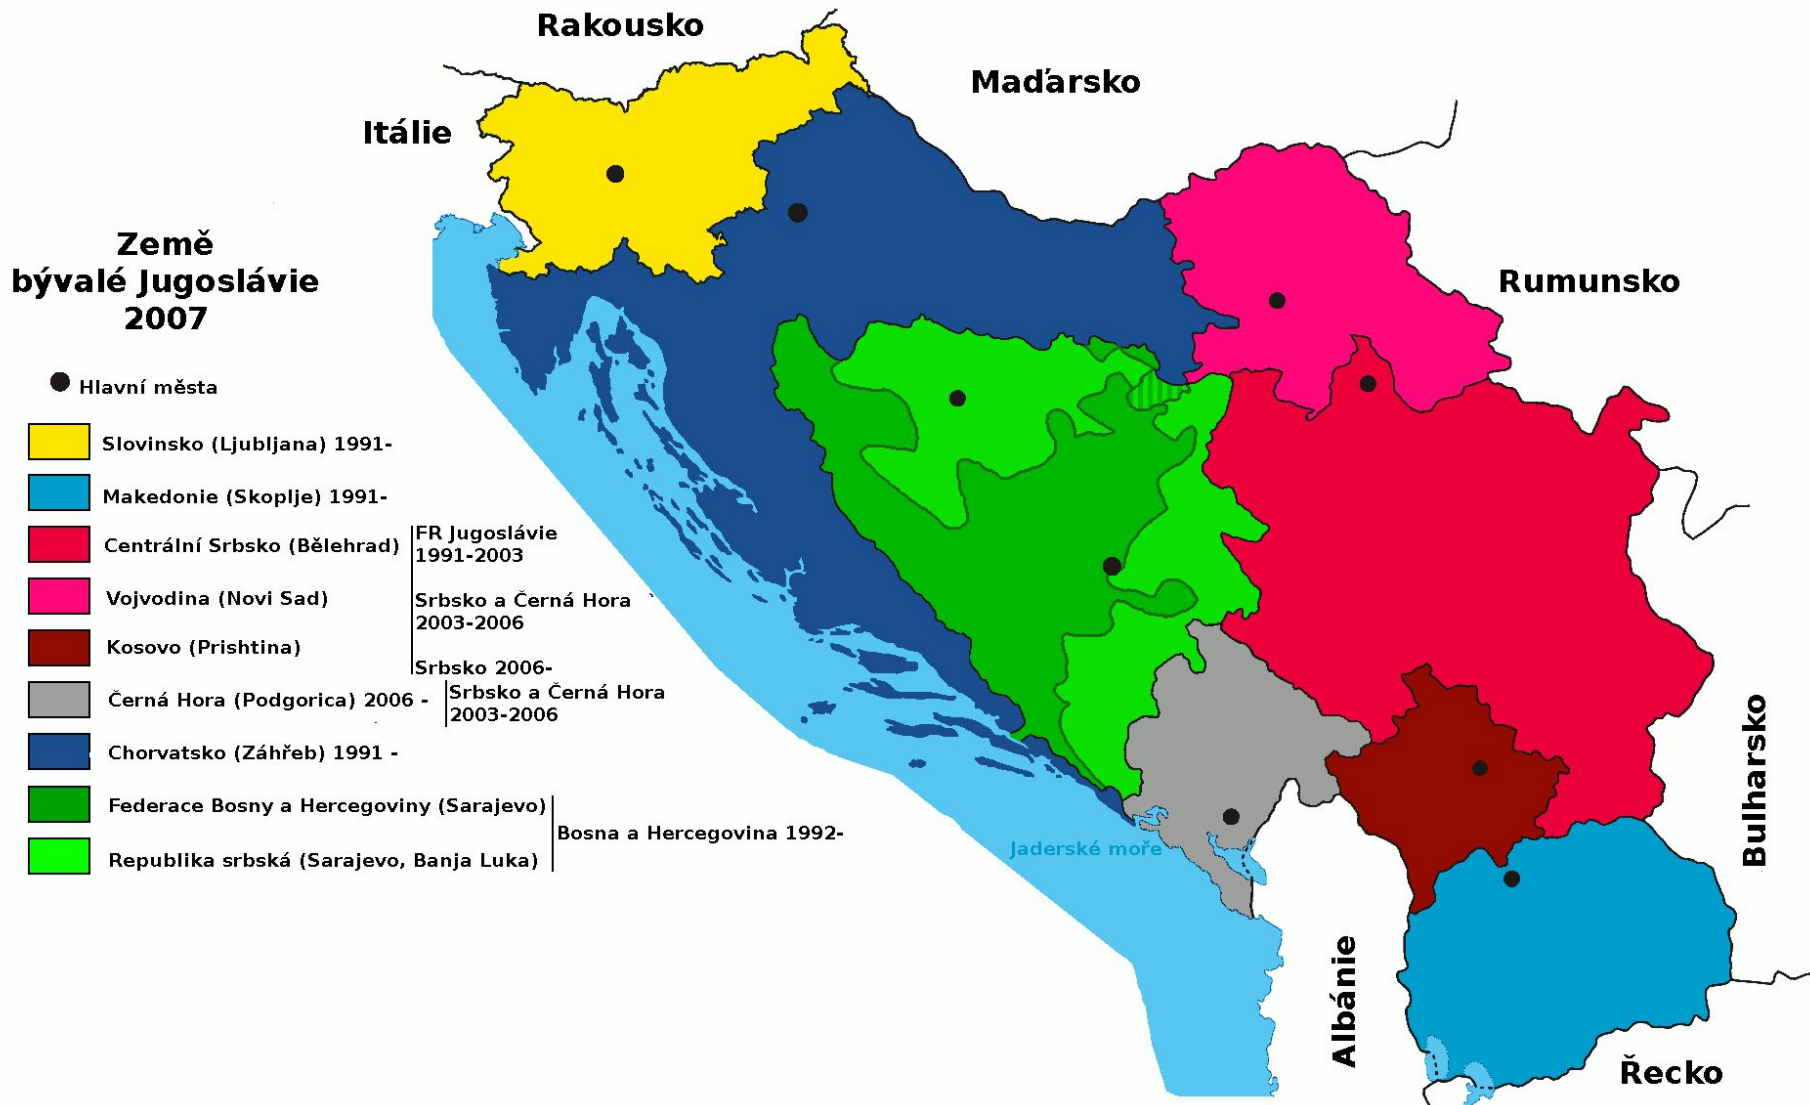 Rakousko
Maďarsko
Itálie
Země
bývalé Jugoslávie
2007
Rumunsko
Hlavní města
Slovinsko (Ljubljana) 1991-
Makedonie (Skoplje) 1991-
Centrální Srbsko (Bělehrad)
FR Jugoslávie
1991-2003
Vojvodina (Novi Sad)
Srbsko a Černá Hora
2003-2006
Kosovo (Prishtina)
Srbsko 2006-
Černá Hora (Podgorica) 2006 -
Srbsko a Černá Hora
2003-2006
Chorvatsko (Záhřeb) 1991 -
Federace Bosny a Hercegoviny (Sarajevo)
Bosna a Hercegovina 1992-
Republika srbská (Sarajevo, Banja Luka)
Jaderské moře
Bulharsko
Albánie
Řecko